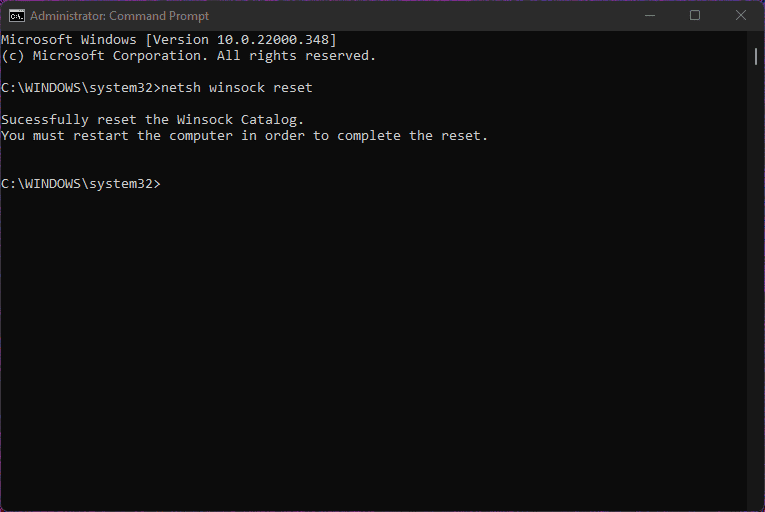 Administrator: Command Prompt
Microsoft Windows [Version 10.0.22000.348]
(c) Microsoft Corporation. All rights reserved.
C:\WINDOWS\system32>netsh winsock reset
Sucessfully reset the Winsock Catalog.
You must restart the computer in order to complete the reset.
C:\WINDOWS\system32>